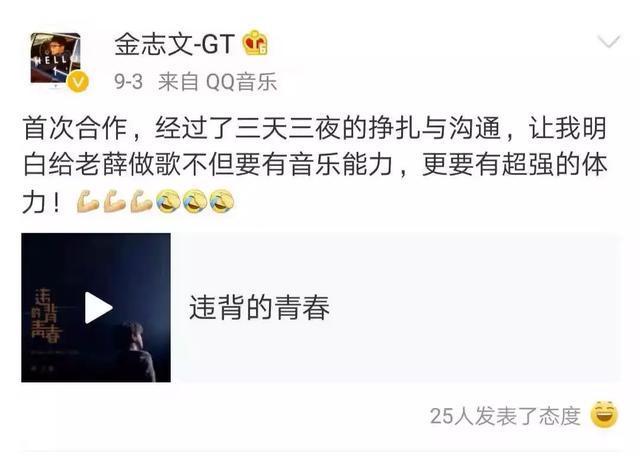 金志文-GT
9-3 来自 QQ音乐
首次合作，经过了三天三夜的挣扎与沟通，让我明
白给老薛做歌不但要有音乐能力，更要有超强的体
力！
HELLO
违背的青春
违背的青春
25人发表了态度